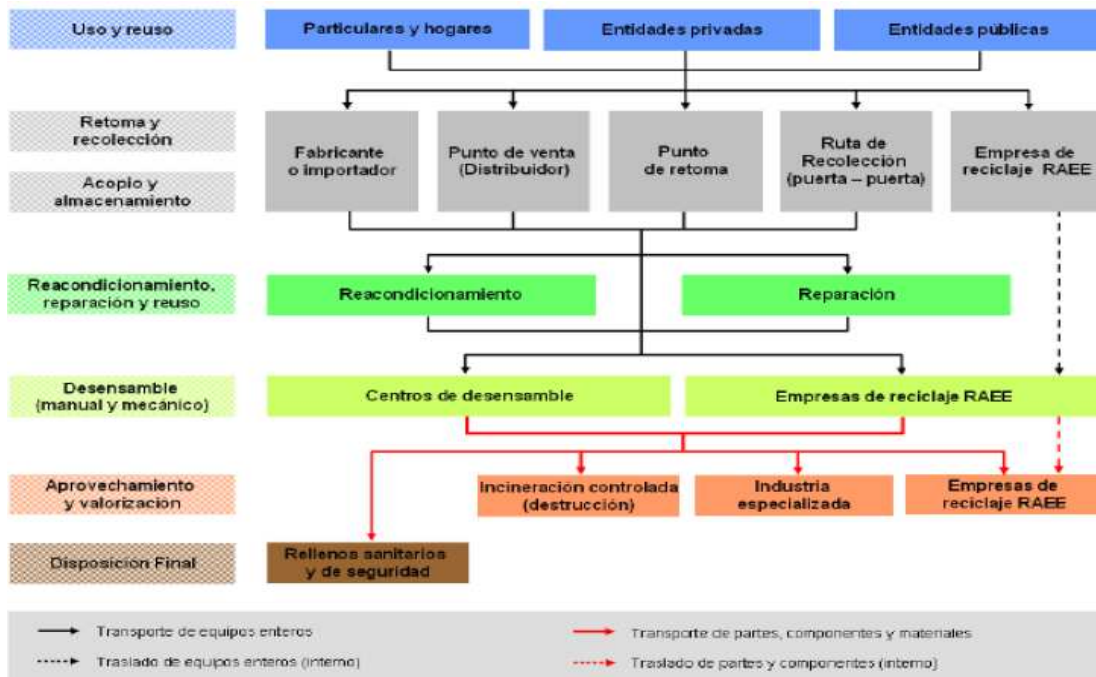 Uso y reuso
Particulares y hogares
Entidades privadas
Entidades públicas
Retoma y
recolección
Acopio y
almacenamiento
Fabricante
o importador
Punto de venta
(Distribuidor)
Punto
de retoma
Ruta de
Recolección
(puerta – puerta)
Empresa de
reciclaje RAEE
Reacondicionamiento,
reparación y reuso
Reacondicionamiento
Reparación
Desensamble
(manual y mecánico)
Centros de desensamble
Empresas de reciclaje RAEE
Aprovechamiento
y valorización
Incineración controlada
(destrucción)
Industria
especializada
Empresas de
reciclaje RAEE
Disposición Final
Rellenos sanitarios
y de seguridad
Transporte de equipos enteros
Transporte de partes, componentes y materiales
Traslado de equipos enteros (interno)
Traslado de partes y componentes (interno)